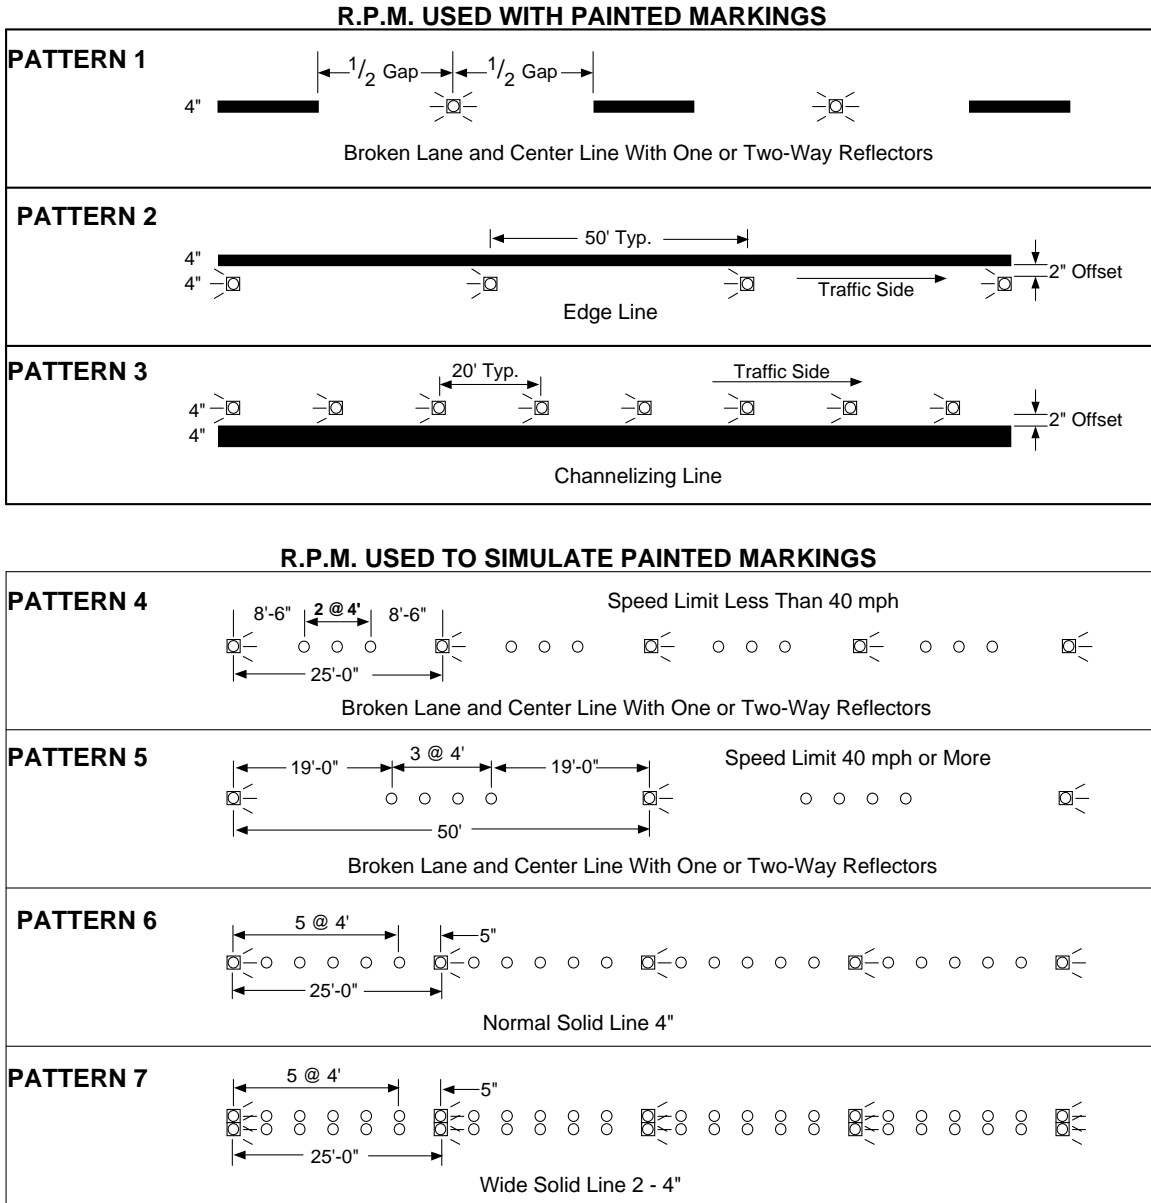 R.P.M. USED WITH PAINTED MARKINGS
PATTERN 1
1/2 Gap 1/2 Gap
4"
Broken Lane and Center Line With One or Two-Way Reflectors
PATTERN 2
50' Typ.
4"
4"
2" Offset
Traffic Side
Edge Line
PATTERN 3
20' Typ.
Traffic Side
4"
4"
2" Offset
Channelizing Line
R.P.M. USED TO SIMULATE PAINTED MARKINGS
PATTERN 4
Speed Limit Less Than 40 mph
8'-6" 2 @ 4' 8'-6"
25'-0"
Broken Lane and Center Line With One or Two-Way Reflectors
PATTERN 5
Speed Limit 40 mph or More
19'-0" 3 @ 4' 19'-0"
50'
Broken Lane and Center Line With One or Two-Way Reflectors
PATTERN 6
5 @ 4'
5"
25'-0"
Normal Solid Line 4"
PATTERN 7
5 @ 4'
5"
25'-0"
Wide Solid Line 2 - 4"